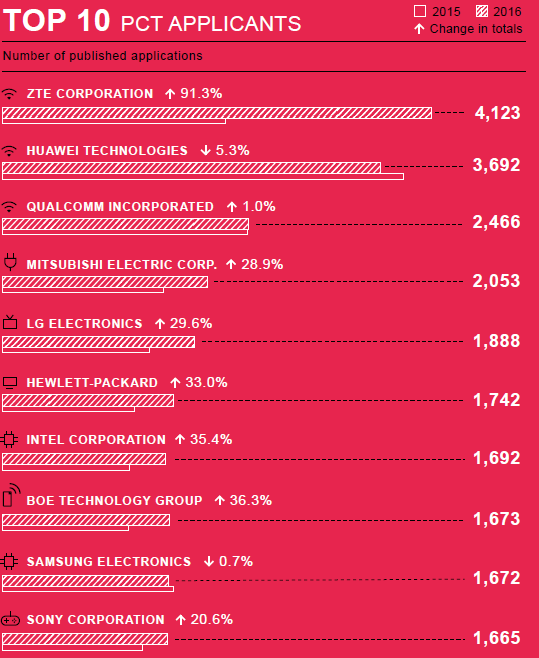 TOP 10 PCT APPLICANTS
2015 2016
↑ Change in totals
Number of published applications
ZTE CORPORATION ↑ 91.3%
4,123
HUAWEI TECHNOLOGIES ↓ 5.3%
3,692
QUALCOMM INCORPORATED ↑ 1.0%
2,466
MITSUBISHI ELECTRIC CORP. ↑ 28.9%
2,053
LG ELECTRONICS ↑ 29.6%
1,888
HEWLETT-PACKARD ↑ 33.0%
1,742
INTEL CORPORATION ↑ 35.4%
1,692
BOE TECHNOLOGY GROUP ↑ 36.3%
1,673
SAMSUNG ELECTRONICS ↓ 0.7%
1,672
SONY CORPORATION ↑ 20.6%
1,665